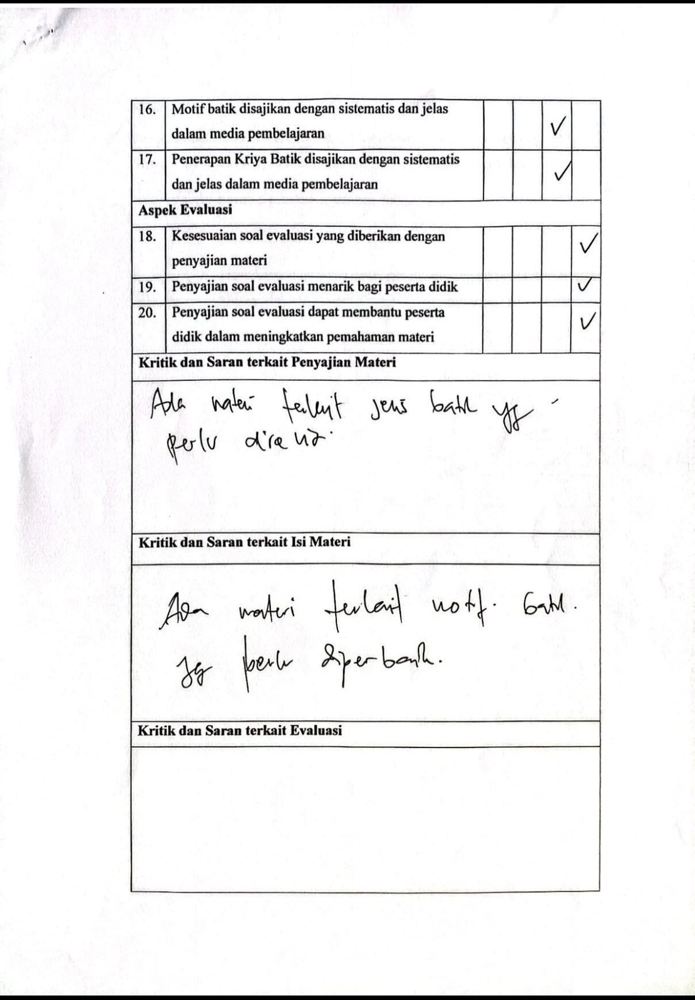 16. Motif batik disajikan dengan sistematis dan jelas
dalam media pembelajaran ✓
17. Penerapan Kriya Batik disajikan dengan sistematis
dan jelas dalam media pembelajaran ✓
Aspek Evaluasi
18. Kesesuaian soal evaluasi yang diberikan dengan
penyajian materi ✓
19. Penyajian soal evaluasi menarik bagi peserta didik ✓
20. Penyajian soal evaluasi dapat membantu peserta
didik dalam meningkatkan pemahaman materi ✓
Kritik dan Saran terkait Penyajian Materi
Ada materi terkait jenis batik yg
perlu
Kritik dan Saran terkait Isi Materi
Ada materi terkait motif batik
yg perlu
Kritik dan Saran terkait Evaluasi